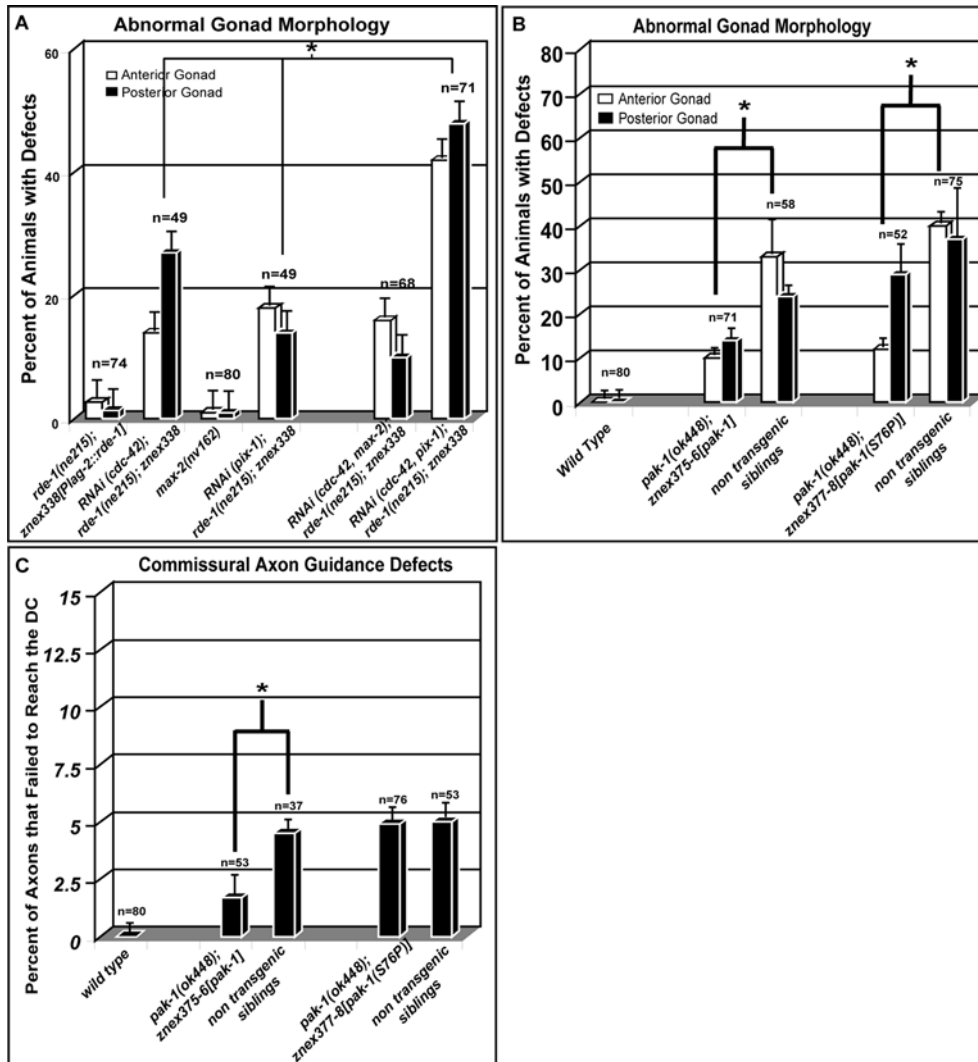 A
Abnormal Gonad Morphology
Percent of Animals with Defects
60
40
20
0
Anterior Gonad
Posterior Gonad
*
n=74
n=49
n=80
n=49
n=68
n=71
rde-1(ne215);
znex338[Plag-2::rde-1]
RNAi (cdc-42);
rde-1(ne215); znex338
max-2(nv162)
RNAi (pix-1);
rde-1(ne215); znex338
RNAi (cdc-42, max-2);
rde-1(ne215); znex338
RNAi (cdc-42, pix-1);
rde-1(ne215); znex338
B
Abnormal Gonad Morphology
Percent of Animals with Defects
80
70
60
50
40
30
20
10
0
Anterior Gonad
Posterior Gonad
*
*
n=80
n=71
n=58
n=52
n=75
Wild Type
pak-1(ok448);
znex375-6[pak-1]
non transgenic
siblings
pak-1(ok448);
znex377-8[pak-1(S76P)]
non transgenic
siblings
C
Commissural Axon Guidance Defects
Percent of Axons that Failed to Reach the DC
15
12.5
10
7.5
5
2.5
0
*
n=80
n=53
n=37
n=76
n=53
wild type
pak-1(ok448);
znex375-6[pak-1]
non transgenic
siblings
pak-1(ok448);
znex377-8[pak-1(S76P)]
non transgenic
siblings